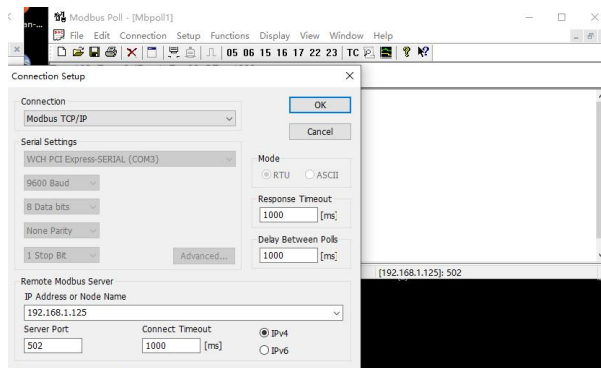 an-...
Modbus Poll - [Mbpoll1]
File Edit Connection Setup Functions Display View Window Help
05 06 15 16 17 22 23 TC
Connection Setup
Connection
Modbus TCP/IP
OK
Cancel
Serial Settings
WCH PCI Express-SERIAL (COM3)
9600 Baud
8 Data bits
None Parity
1 Stop Bit
Advanced...
Mode
RTU ASCII
Response Timeout
1000 [ms]
Delay Between Polls
1000 [ms]
[192.168.1.125]: 502
Remote Modbus Server
IP Address or Node Name
192.168.1.125
Server Port Connect Timeout
502 1000 [ms]
IPv4
IPv6